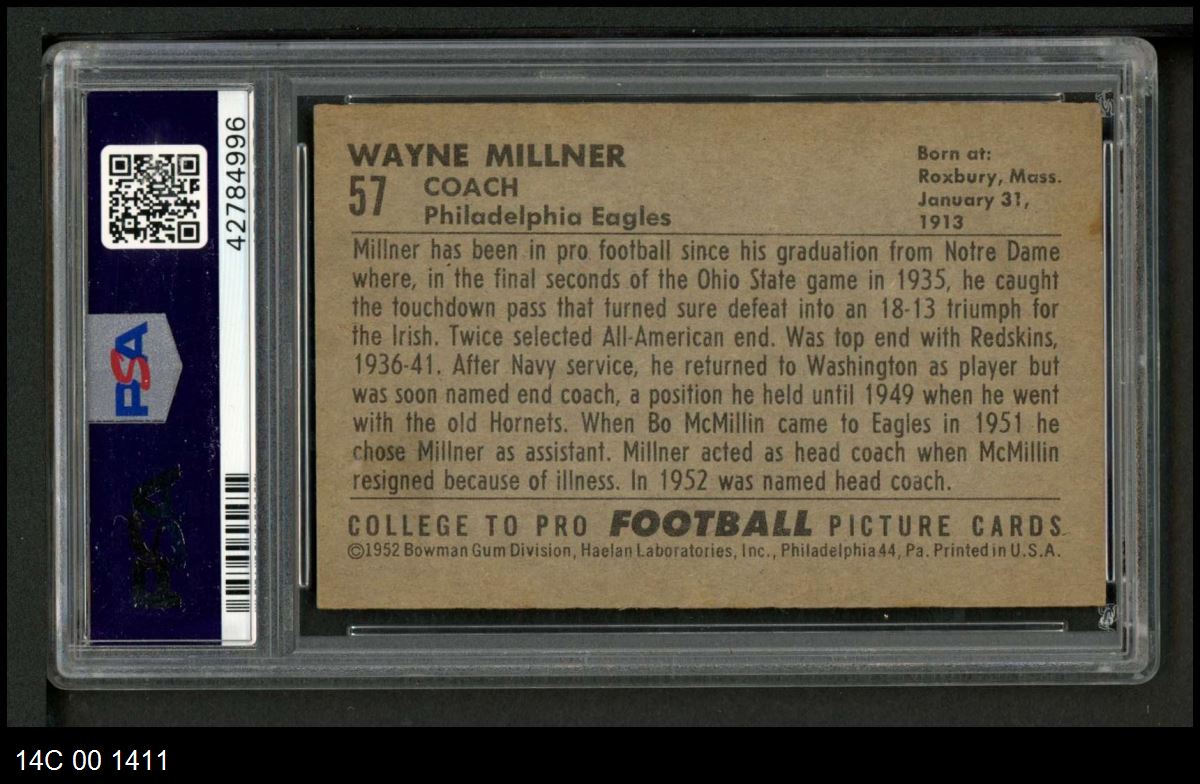 42784996
PSA
PSA
WAYNE MILLNER
57
COACH
Philadelphia Eagles
Born at:
Roxbury, Mass.
January 31,
1913
Millner has been in pro football since his graduation from Notre Dame
where, in the final seconds of the Ohio State game in 1935, he caught
the touchdown pass that turned sure defeat into an 18-13 triumph for
the Irish. Twice selected All-American end. Was top end with Redskins,
1936-41. After Navy service, he returned to Washington as player but
was soon named end coach, a position he held until 1949 when he went
with the old Hornets. When Bo McMillin came to Eagles in 1951 he
chose Millner as assistant. Millner acted as head coach when McMillin
resigned because of illness. In 1952 was named head coach.
COLLEGE TO PRO FOOTBALL PICTURE CARDS
©1952 Bowman Gum Division, Haelan Laboratories, Inc., Philadelphia 44, Pa. Printed in U.S.A.
14C 00 1411